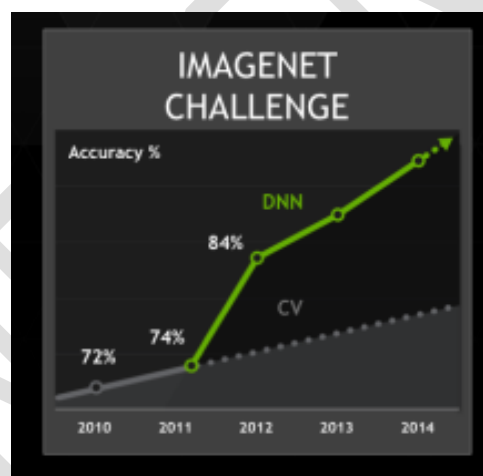 IMAGENET
CHALLENGE
Accuracy %
DNN
84%
CV
74%
72%
2010 2011 2012 2013 2014